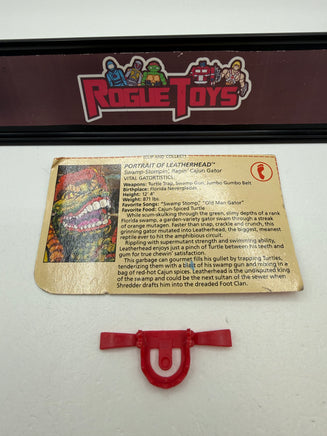 ROGUE TOYS
CLIP AND COLLECT
PORTRAIT OF LEATHERHEAD™
Swamp-Stompin', Ragin' Cajun Gator
VITAL GATORTISTICS
Weapons: Turtle Trap, Swamp Gun, Jumbo Gumbo Belt
Birthplace: Florida Neverglades
Height: 12' 4"
Weight: 871 lbs.
Favorite Songs: "Swamp Stomp," "Old Man Gator"
Favorite Food: Cajun-Spiced Turtle
While scum-skulking through the green, slimy depths of a rank
Florida swamp, a garden-variety gator swam through a streak
of orange mutagen. Faster than snap, crackle and crunch, this
grinning gator mutated into Leatherhead, the biggest, meanest
reptile ever to hit the amphibious circuit.
Rippling with supermutant strength and swimming ability,
Leatherhead enjoys just a pinch of Turtle between his teeth and
gum for true chewin' satisfaction.
This garbage can gourmet fills his gullet by trapping Turtles,
tenderizing them with a blast of his swamp gun and mixing in a
bag of red-hot Cajun spices. Leatherhead is the undisputed king
of the swamp and could be the next sultan of the sewer when
Shredder drafts him into the dreaded Foot Clan.